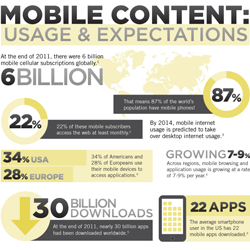 MOBILE CONTENT:
USAGE & EXPECTATIONS
At the end of 2011, there were 6 billion
mobile cellular subscriptions globally.
6 BILLION
That means 87% of the world's
population have mobile phones!
87%
22%
22% of these mobile subscribers
access the web at least monthly.
By 2014, mobile internet
usage is predicted to take
over desktop internet usage.
34% USA
28% EUROPE
34% of Americans and
28% of Europeans use
their mobile devices to
access applications.
GROWING 7-9%
Across regions, mobile browsing and
application usage is growing at a rate
of 7-9% per year.
30 BILLION
DOWNLOADS
At the end of 2011, nearly 30 billion apps
had been downloaded worldwide.
22 APPS
The average smartphone
user in the US has 22
mobile apps downloaded.